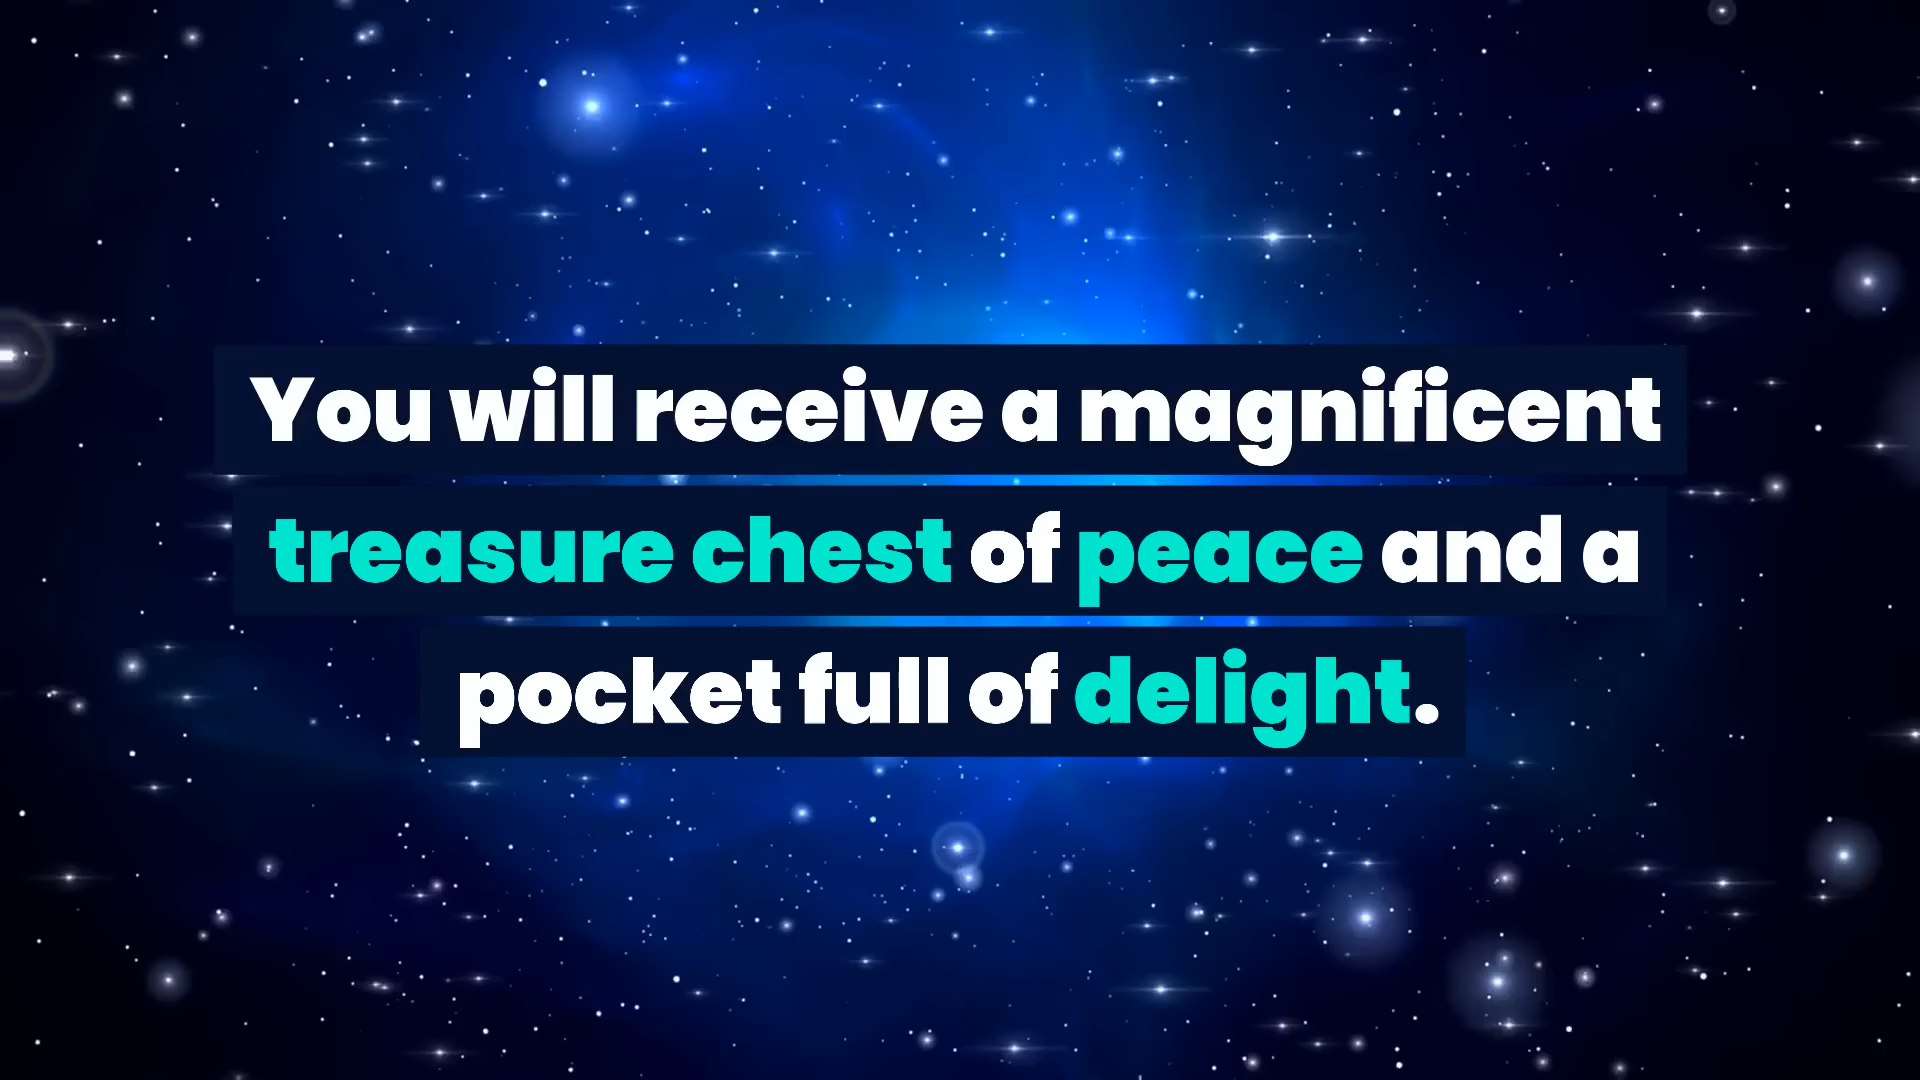 You will receive a magnificent
treasure chest of peace and a
pocket full of delight.